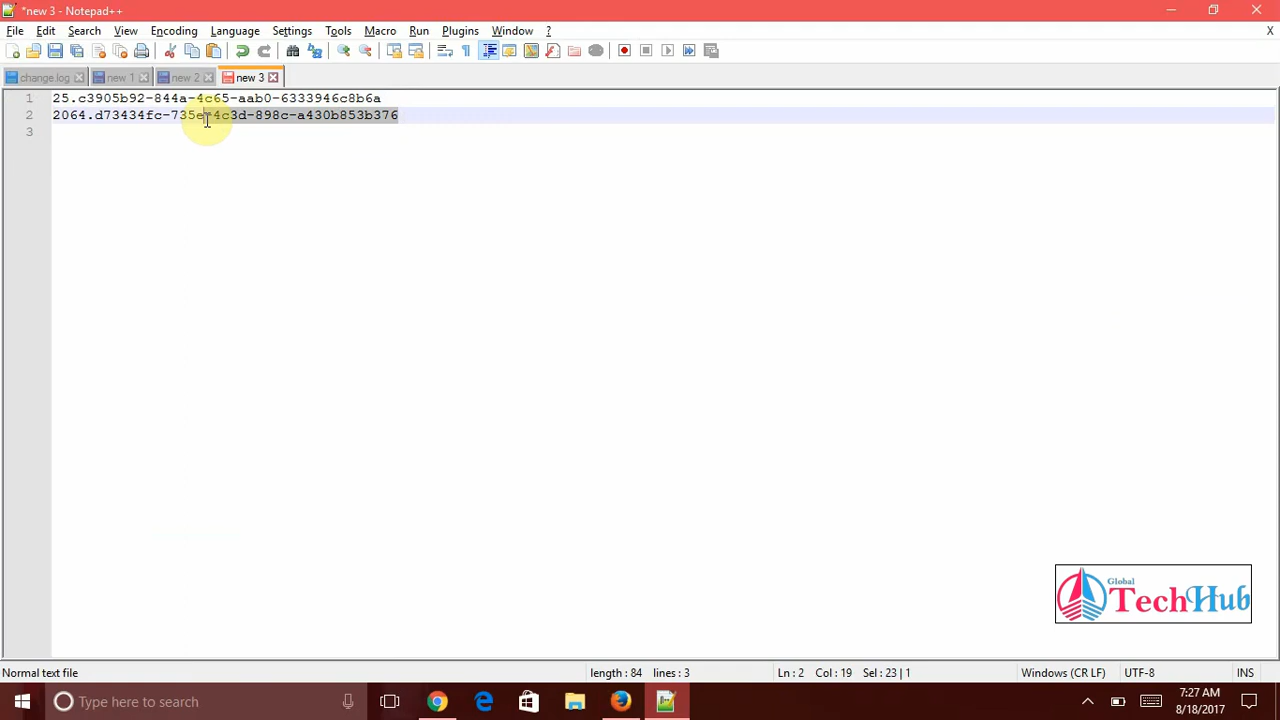 *new 3 - Notepad++
File Edit Search View Encoding Language Settings Tools Macro Run Plugins Window ? X
change.log new 1 new 2 new 3
1 25.c3905b92-844a-4c65-aab0-6333946c8b6a
2 2064.d73434fc-735e-4c3d-898c-a430b853b376
3
Global
TechHub
Normal text file length : 84 lines : 3 Ln : 2 Col : 19 Sel : 23 | 1 Windows (CR LF) UTF-8 INS
Type here to search
7:27 AM
8/18/2017